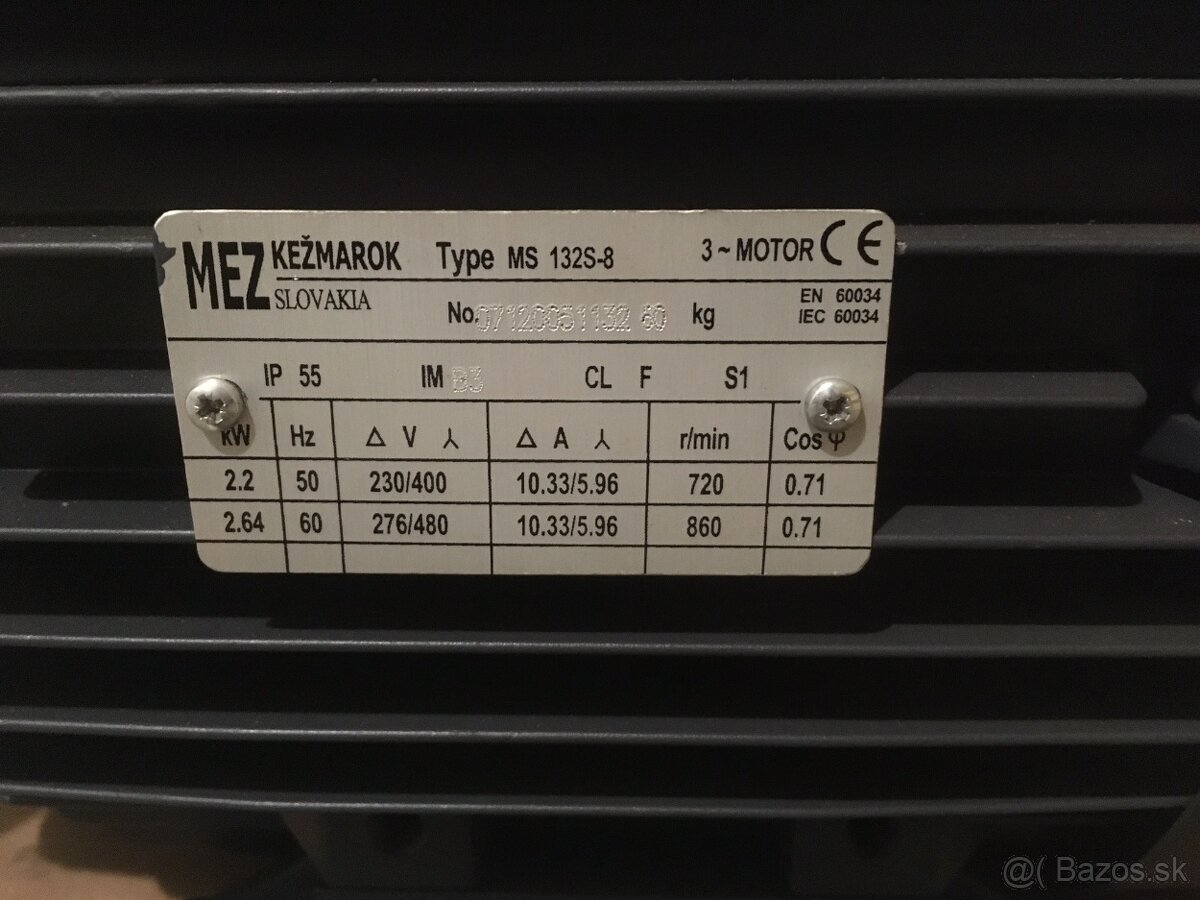 MEZ KEŽMAROK Type MS 132S-8 3~MOTOR CE
SLOVAKIA No. 60 kg EN 60034
IEC 60034
IP 55 IM B3 CL F S1
kW Hz Δ V ⅄ Δ A ⅄ r/min Cos φ
2.2 50 230/400 10.33/5.96 720 0.71
2.64 60 276/480 10.33/5.96 860 0.71
@( Bazos.sk